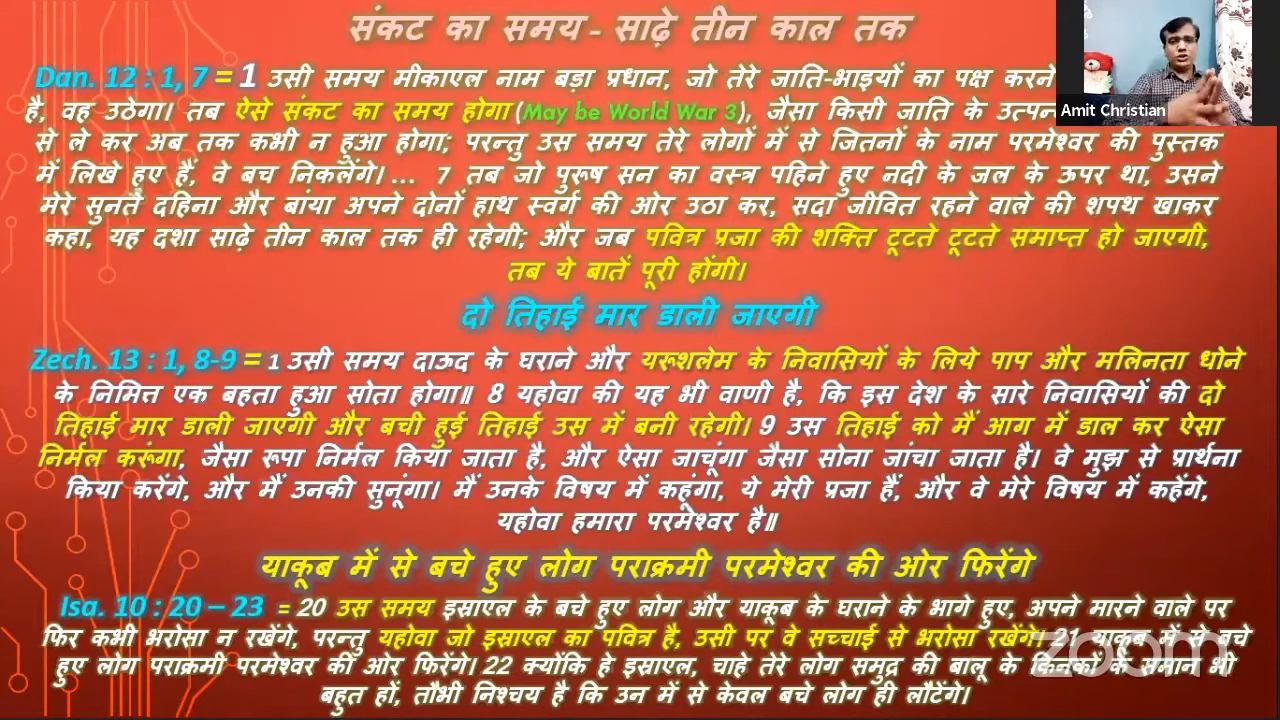 संकट का समय - साढ़े तीन काल तक
Dan. 12 : 1, 7 = 1 उसी समय मीकाएल नाम बड़ा प्रधान, जो तेरे जाति-भाइयों का पक्ष करने
है, वह उठेगा। तब ऐसे संकट का समय होगा (May be World War 3), जैसा किसी जाति के उत्पन
Amit Christian
से ले कर अब तक कभी न हुआ होगा; परन्तु उस समय तेरे लोगों में से जितनों के नाम परमेश्वर की पुस्तक
में लिखे हुए हैं, वे बच निकलेंगे। ... 7 तब जो पुरूष सन का वस्त्र पहिने हुए नदी के जल के ऊपर था, उसने
मेरे सुनते दहिना और बांया अपने दोनों हाथ स्वर्ग की ओर उठा कर, सदा जीवित रहने वाले की शपथ खाकर
कहा, यह दशा साढ़े तीन काल तक ही रहेगी; और जब पवित्र प्रजा की शक्ति टूटते टूटते समाप्त हो जाएगी,
तब ये बातें पूरी होंगी।
दो तिहाई मार डाली जाएगी
Zech. 13 : 1, 8-9 = 1 उसी समय दाऊद के घराने और यरूशलेम के निवासियों के लिये पाप और मलिनता धोने
के निमित्त एक बहता हुआ सोता होगा॥ 8 यहोवा की यह भी वाणी है, कि इस देश के सारे निवासियों की दो
तिहाई मार डाली जाएगी और बची हुई तिहाई उस में बनी रहेगी। 9 उस तिहाई को मैं आग में डाल कर ऐसा
निर्मल करूंगा, जैसा रूपा निर्मल किया जाता है, और ऐसा जाचूंगा जैसा सोना जांचा जाता है। वे मुझ से प्रार्थना
किया करेंगे, और मैं उनकी सुनूंगा। मैं उनके विषय में कहूंगा, ये मेरी प्रजा हैं, और वे मेरे विषय में कहेंगे,
यहोवा हमारा परमेश्वर है॥
याकूब में से बचे हुए लोग पराक्रमी परमेश्वर की ओर फिरेंगे
Isa. 10 : 20 – 23 = 20 उस समय इस्राएल के बचे हुए लोग और याकूब के घराने के भागे हुए, अपने मारने वाले पर
फिर कभी भरोसा न रखेंगे, परन्तु यहोवा जो इस्राएल का पवित्र है, उसी पर वे सच्चाई से भरोसा रखेंगे। 21 याकूब में से बचे
हुए लोग पराक्रमी परमेश्वर की ओर फिरेंगे। 22 क्योंकि हे इस्राएल, चाहे तेरे लोग समुद्र की बालू के किनकों के समान भी
बहुत हों, तौभी निश्चय है कि उन में से केवल बचे लोग ही लौटेंगे।
zoom